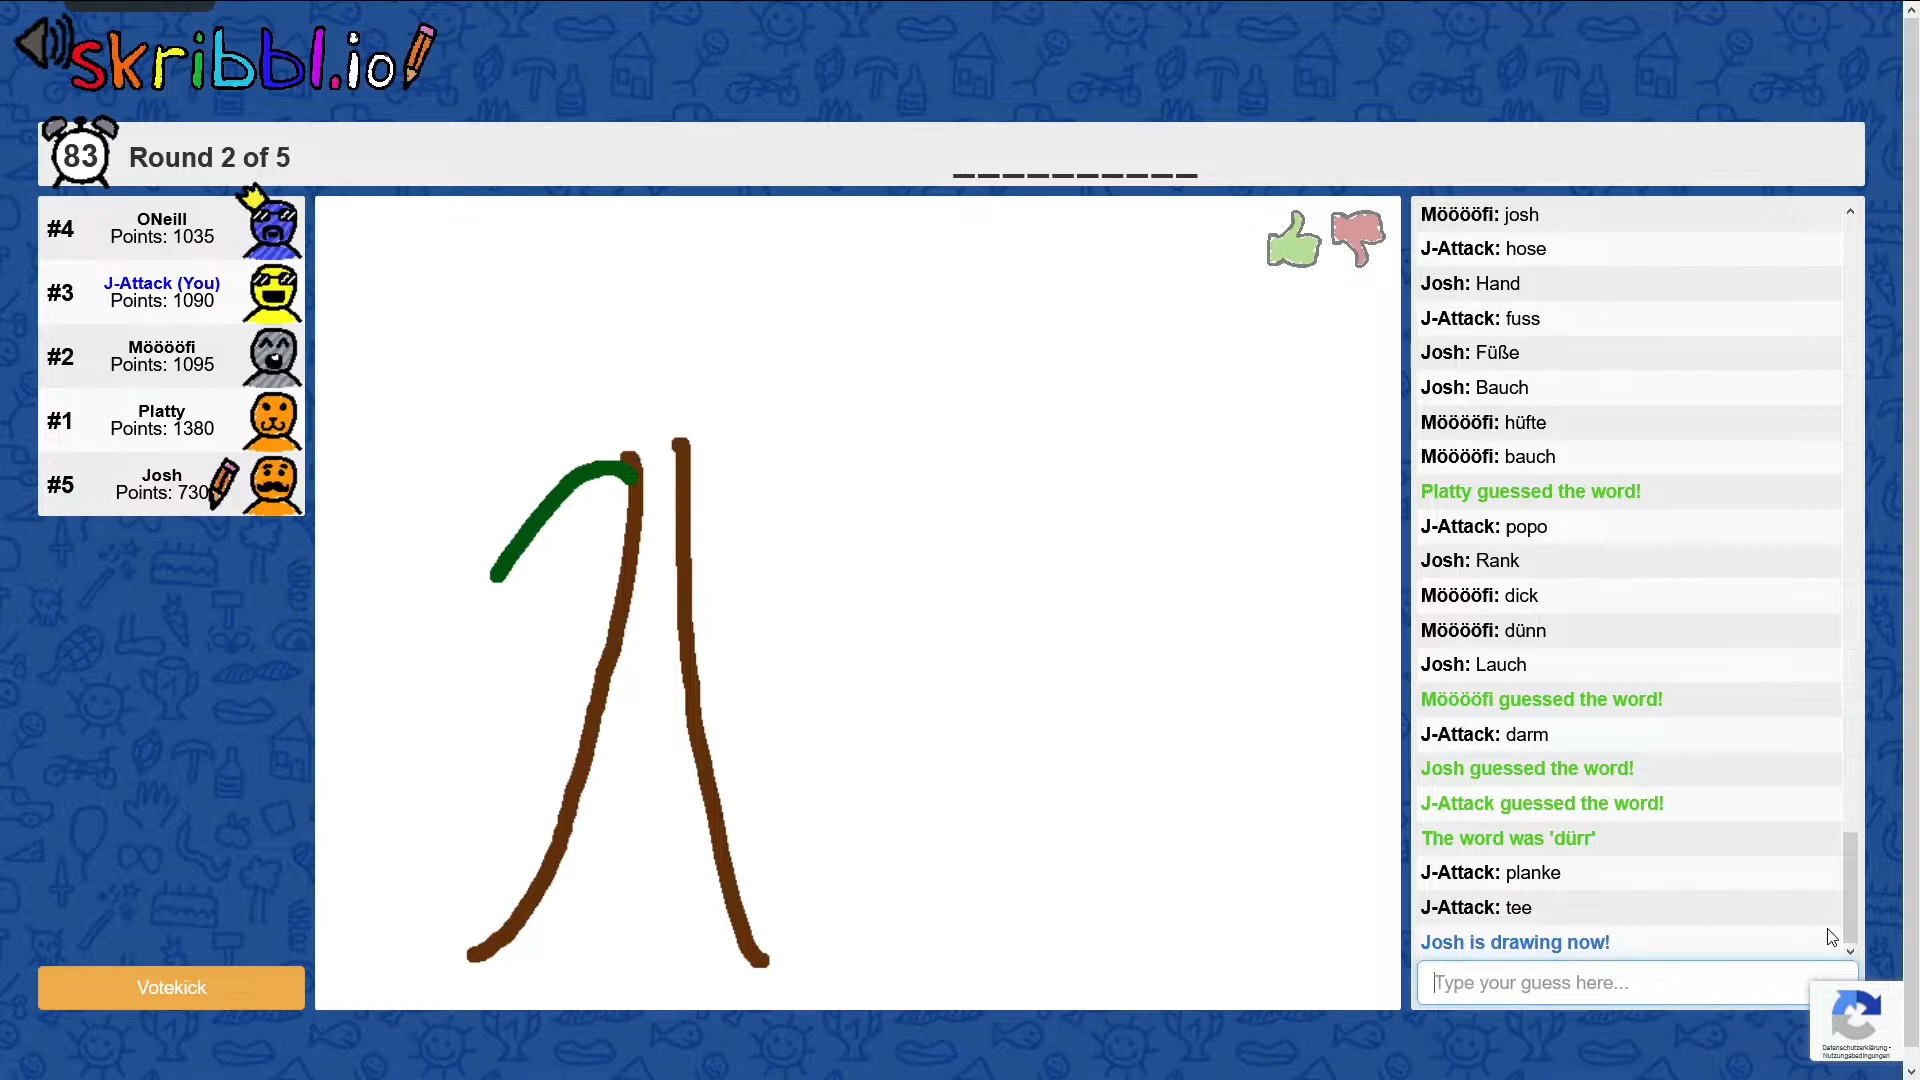 skribbl.io
83
Round 2 of 5
__________
#4
ONeill
Points: 1035
#3
J-Attack (You)
Points: 1090
#2
Mööööfi
Points: 1095
#1
Platty
Points: 1380
#5
Josh
Points: 730
Votekick
Mööööfi: josh
J-Attack: hose
Josh: Hand
J-Attack: fuss
Josh: Füße
Josh: Bauch
Mööööfi: hüfte
Mööööfi: bauch
Platty guessed the word!
J-Attack: popo
Josh: Rank
Mööööfi: dick
Mööööfi: dünn
Josh: Lauch
Mööööfi guessed the word!
J-Attack: darm
Josh guessed the word!
J-Attack guessed the word!
The word was 'dürr'
J-Attack: planke
J-Attack: tee
Josh is drawing now!
Type your guess here...
Datenschutzerklärung -
Nutzungsbedingungen